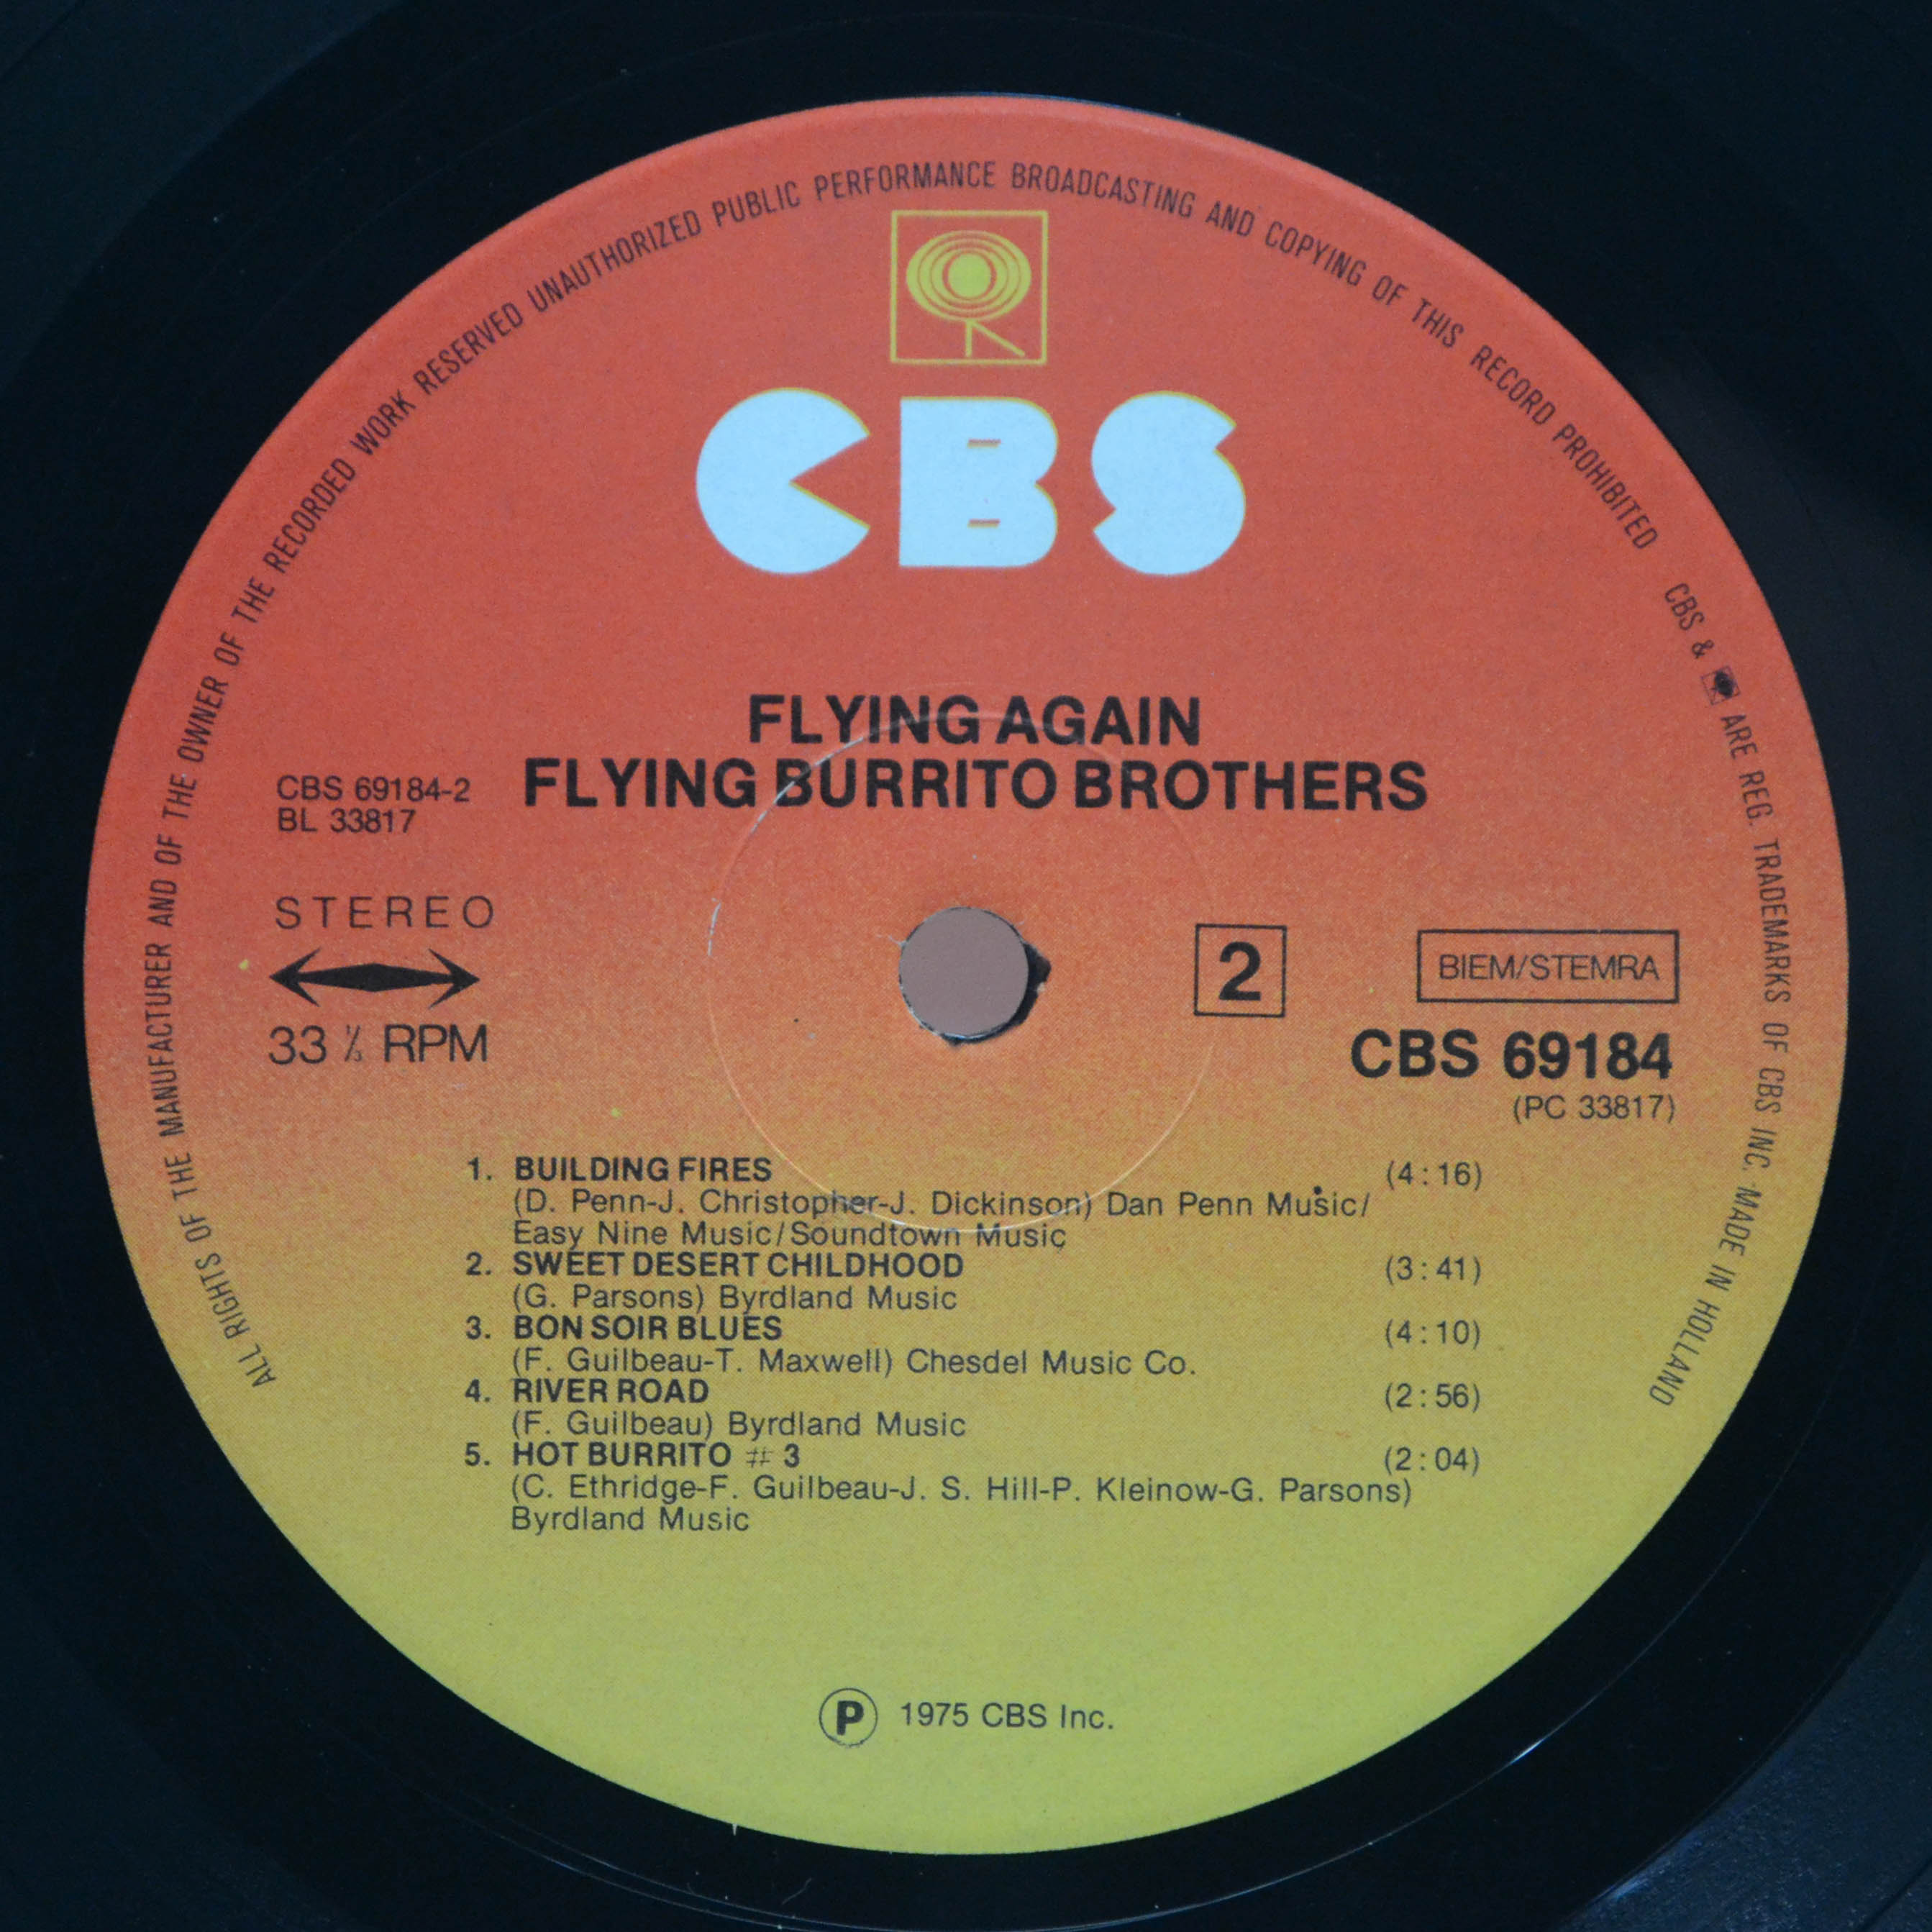 ALL RIGHTS OF THE MANUFACTURER AND OF THE OWNER OF THE RECORDED WORK RESERVED UNAUTHORIZED PUBLIC PERFORMANCE BROADCASTING AND COPYING OF THIS RECORD PROHIBITED
CBS & ARE REG. TRADEMARKS OF CBS INC. MADE IN HOLLAND
CBS
FLYING AGAIN
FLYING BURRITO BROTHERS
CBS 69184-2
BL 33817
STEREO
33 ⅓ RPM
2
BIEM/STEMRA
CBS 69184
(PC 33817)
1. BUILDING FIRES (4:16)
(D. Penn-J. Christopher-J. Dickinson) Dan Penn Music/
Easy Nine Music/Soundtown Music
2. SWEET DESERT CHILDHOOD (3:41)
(G. Parsons) Byrdland Music
3. BON SOIR BLUES (4:10)
(F. Guilbeau-T. Maxwell) Chesdel Music Co.
4. RIVER ROAD (2:56)
(F. Guilbeau) Byrdland Music
5. HOT BURRITO # 3 (2:04)
(C. Ethridge-F. Guilbeau-J. S. Hill-P. Kleinow-G. Parsons)
Byrdland Music
Ⓟ 1975 CBS Inc.